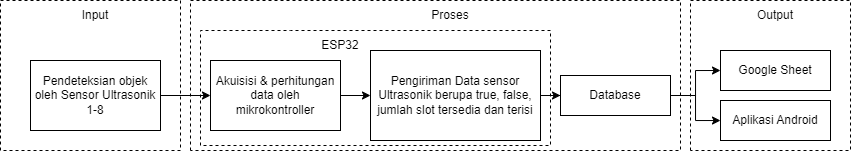 Input
Proses
Output
ESP32
Pendeteksian objek
oleh Sensor Ultrasonik
1-8
Akuisisi & perhitungan
data oleh
mikrokontroller
Pengiriman Data sensor
Ultrasonik berupa true, false,
jumlah slot tersedia dan terisi
Database
Google Sheet
Aplikasi Android